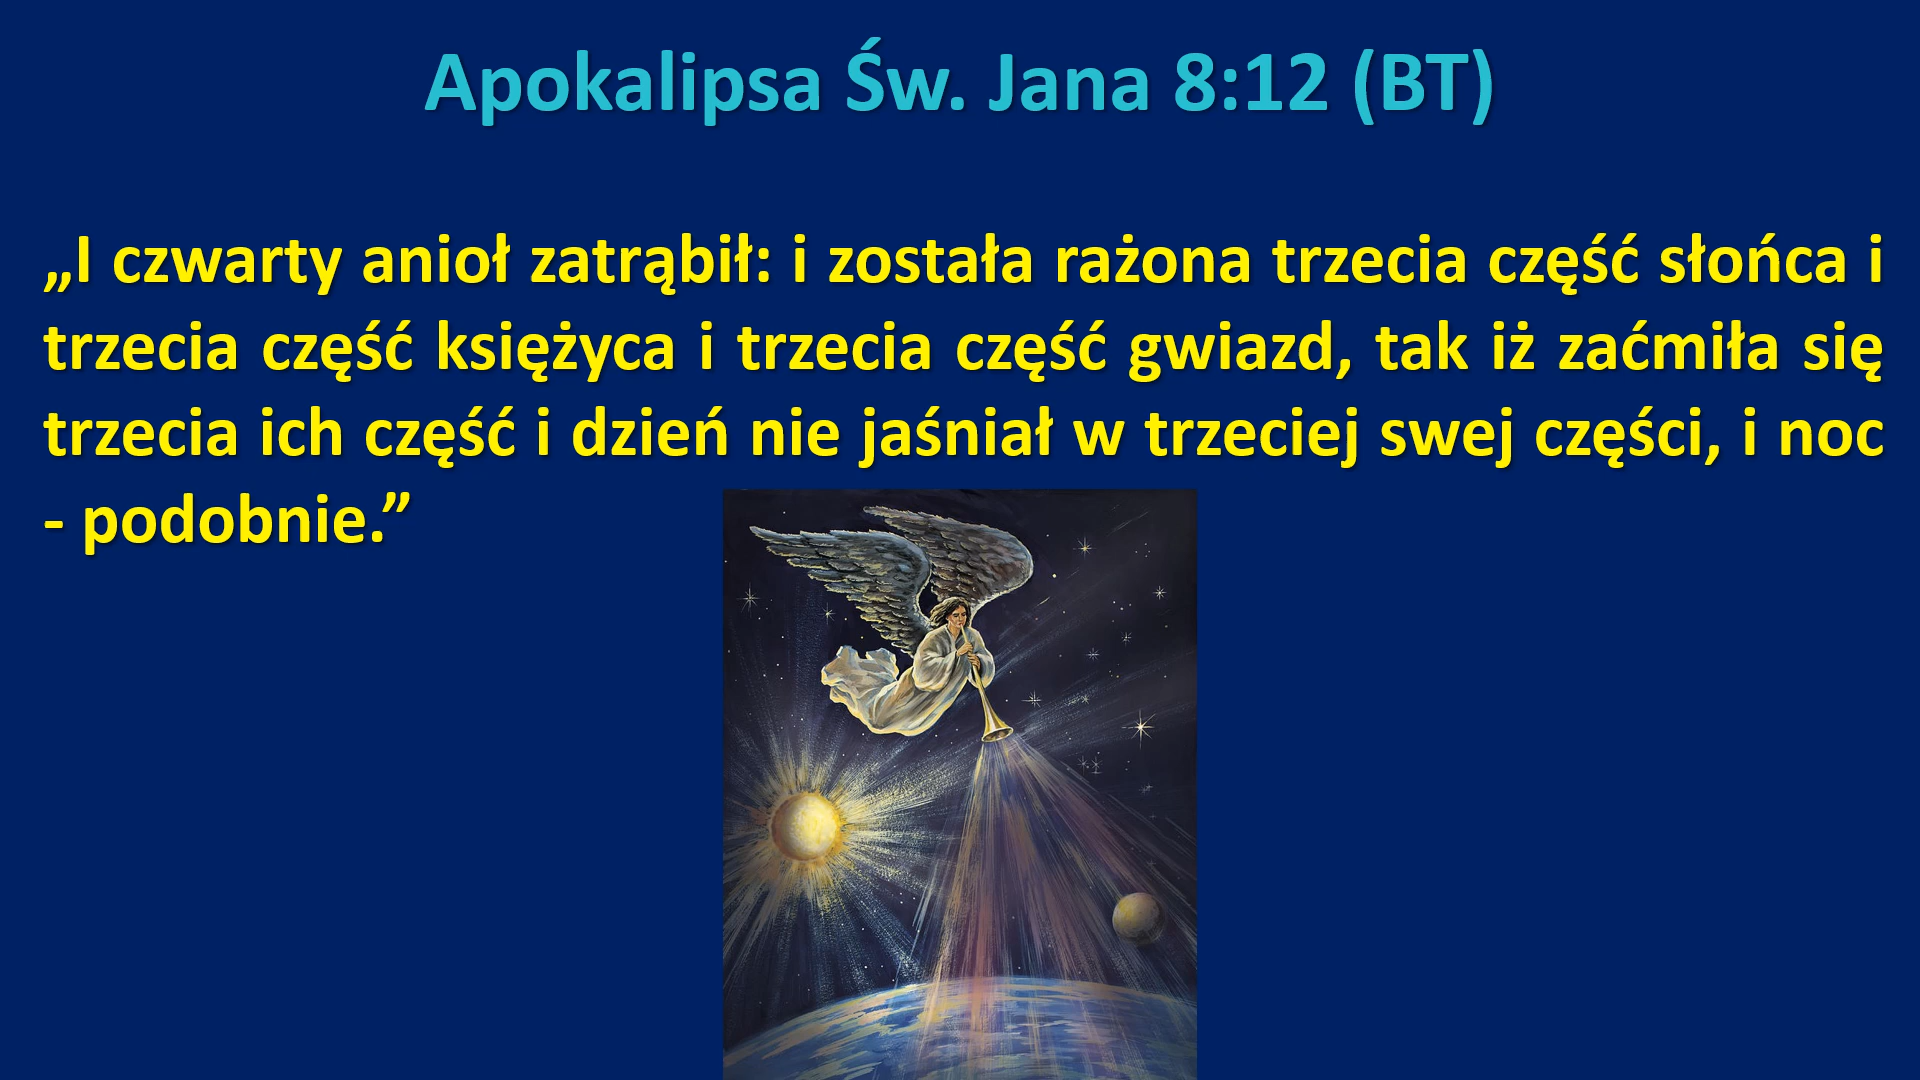 Apokalipsa Św. Jana 8:12 (BT)
„I czwarty anioł zatrąbił: i została rażona trzecia część słońca i
trzecia część księżyca i trzecia część gwiazd, tak iż zaćmiła się
trzecia ich część i dzień nie jaśniał w trzeciej swej części, i noc
- podobnie.”